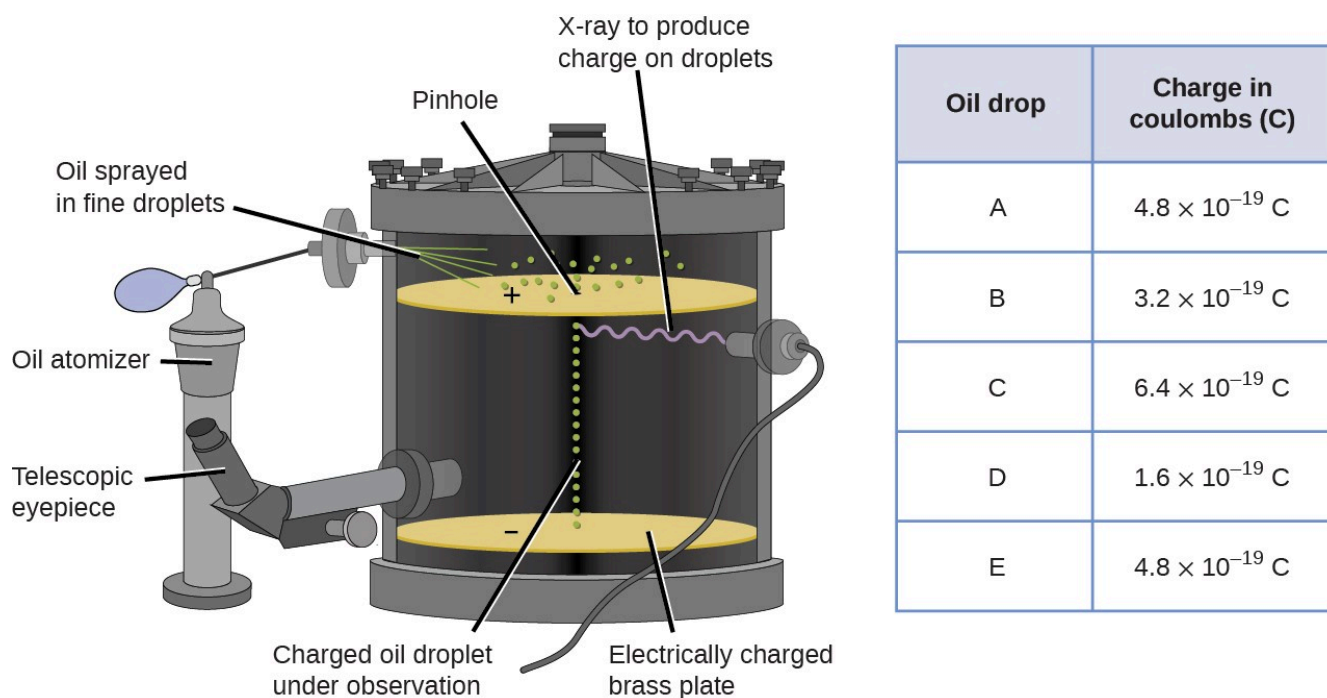 X-ray to produce
charge on droplets
Pinhole
Oil sprayed
in fine droplets
+
Oil atomizer
Telescopic
eyepiece
-
Charged oil droplet
under observation
Electrically charged
brass plate
Oil drop
Charge in
coulombs (C)
A
4.8 × 10⁻¹⁹ C
B
3.2 × 10⁻¹⁹ C
C
6.4 × 10⁻¹⁹ C
D
1.6 × 10⁻¹⁹ C
E
4.8 × 10⁻¹⁹ C